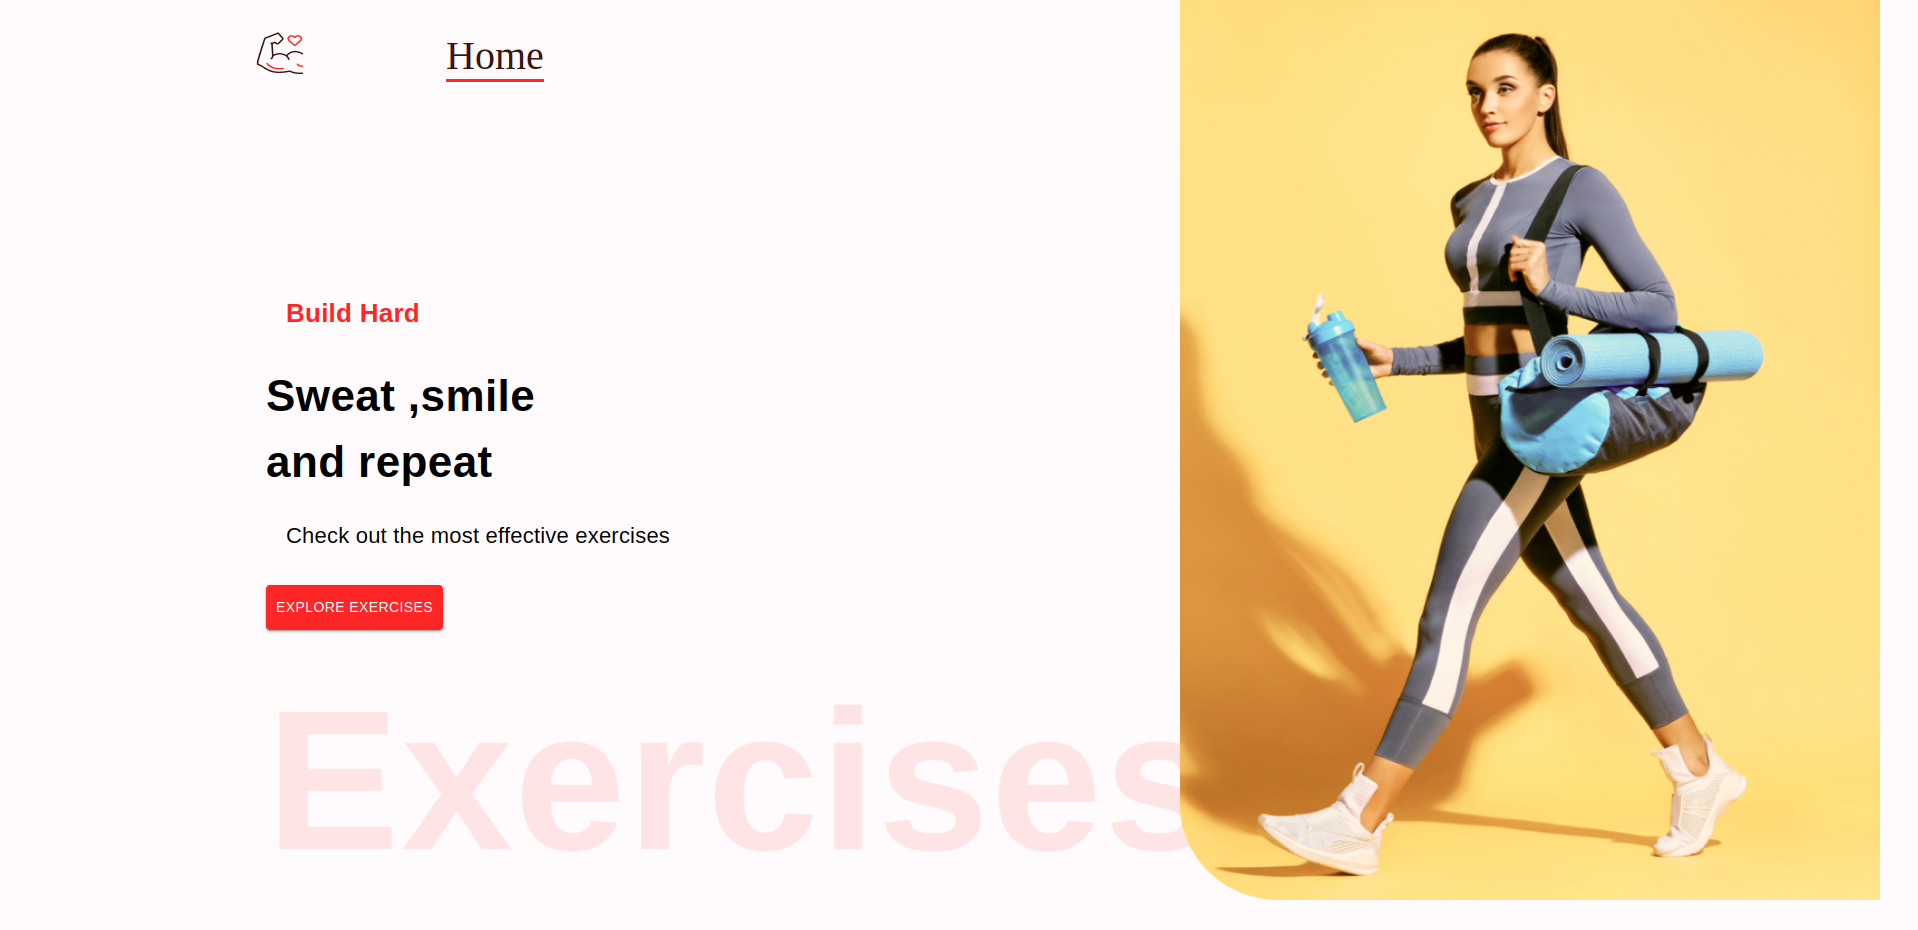 Home
Build Hard
Sweat ,smile
and repeat
Check out the most effective exercises
EXPLORE EXERCISES
Exercises